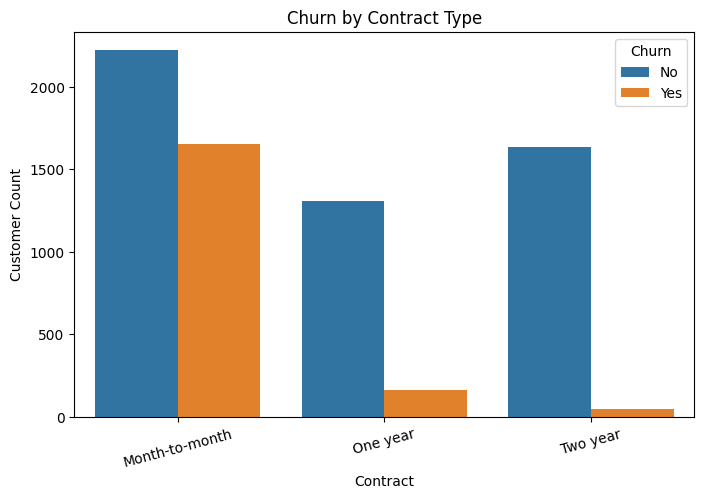 Churn by Contract Type
Churn
No
Yes
Customer Count
2000
1500
1000
500
0
Month-to-month
One year
Two year
Contract